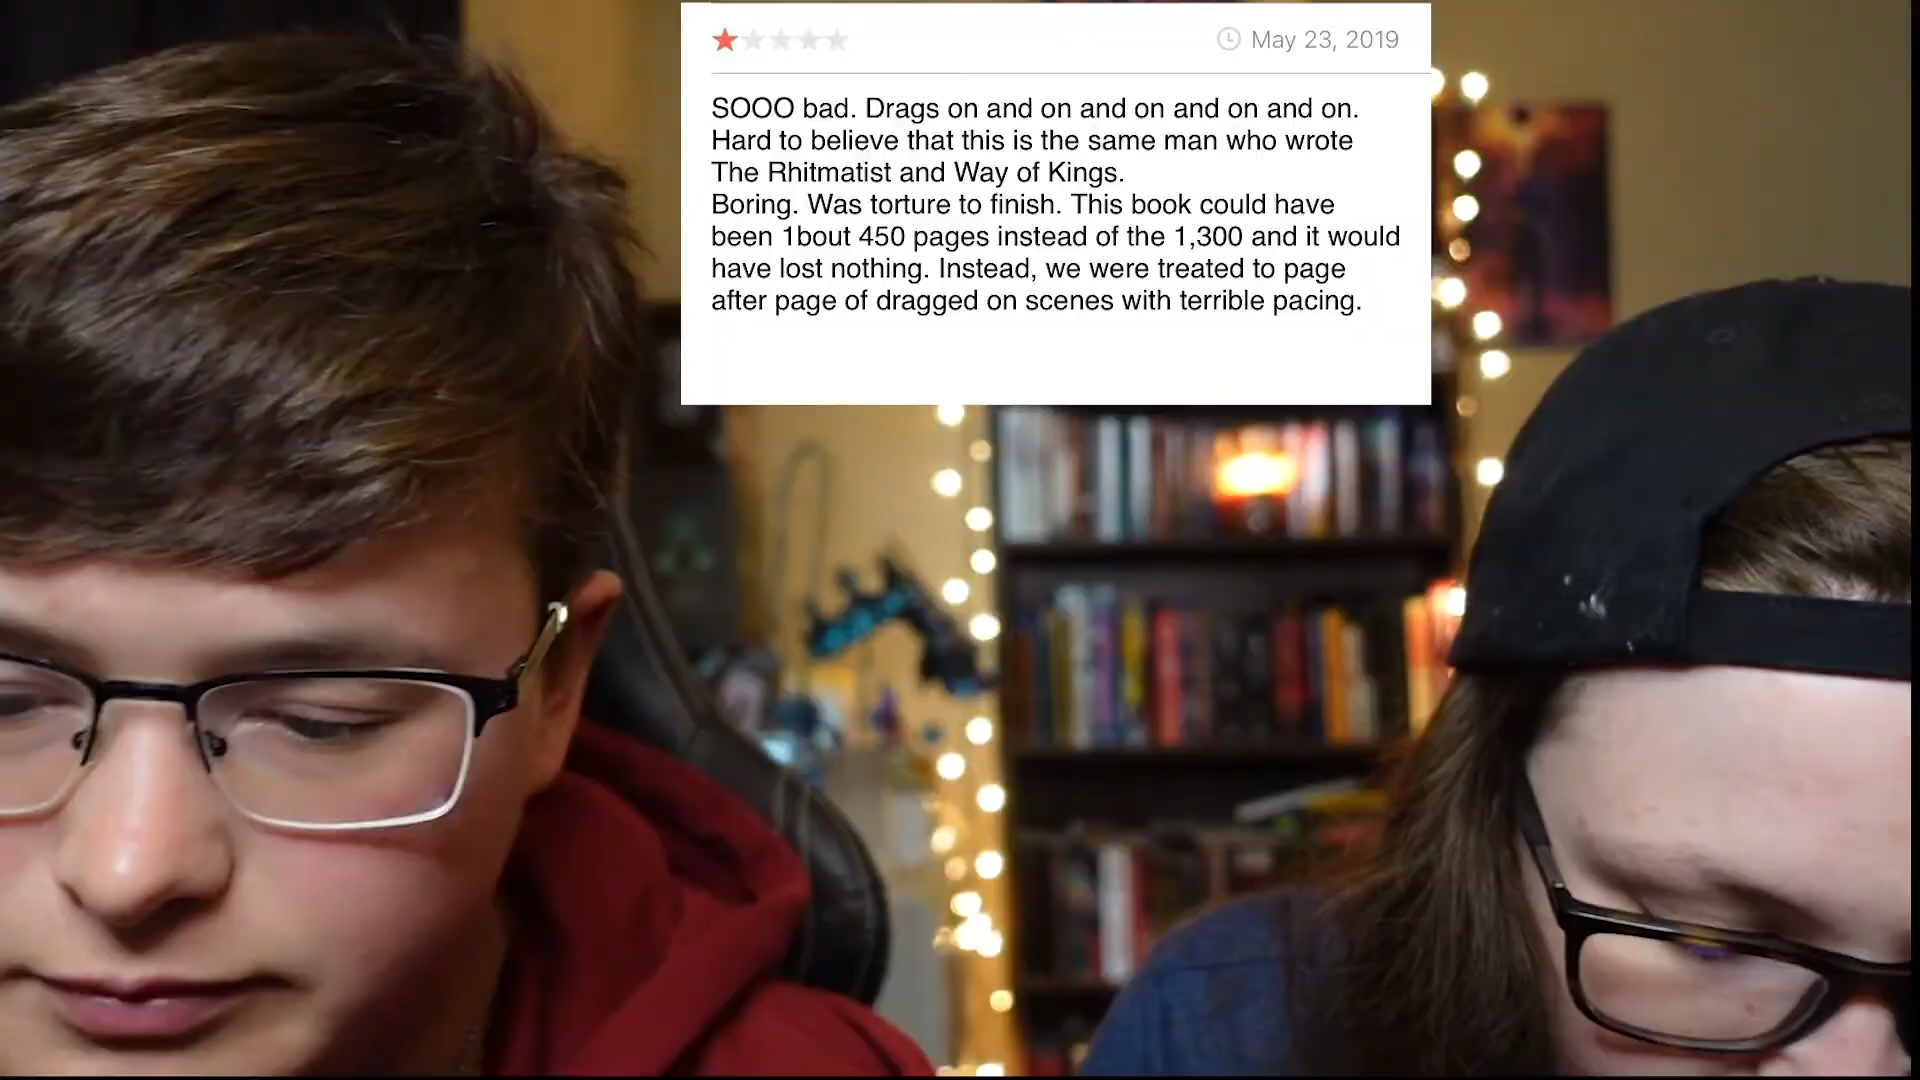 May 23, 2019
SOOO bad. Drags on and on and on and on and on.
Hard to believe that this is the same man who wrote
The Rhitmatist and Way of Kings.
Boring. Was torture to finish. This book could have
been 1bout 450 pages instead of the 1,300 and it would
have lost nothing. Instead, we were treated to page
after page of dragged on scenes with terrible pacing.